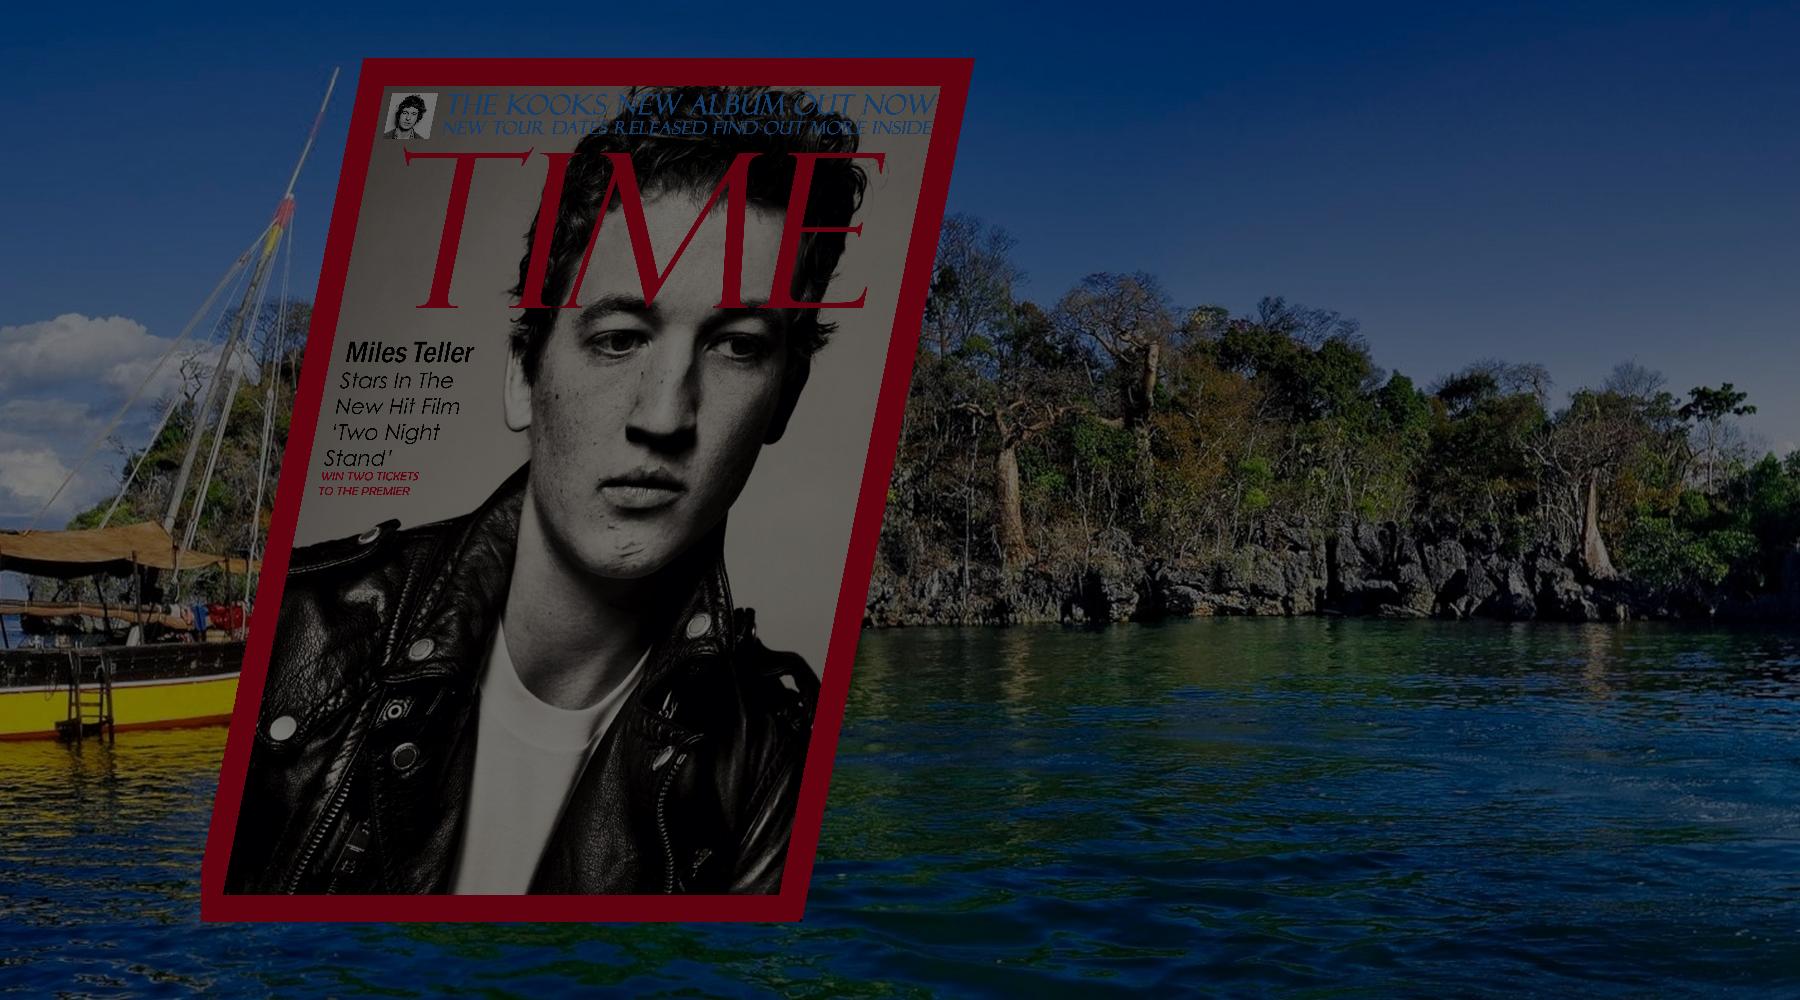 THE KOOKS NEW ALBUM OUT NOW
NEW TOUR DATES RELEASED FIND OUT MORE INSIDE
TIME
Miles Teller
Stars In The
New Hit Film
'Two Night
Stand'
WIN TWO TICKETS
TO THE PREMIER